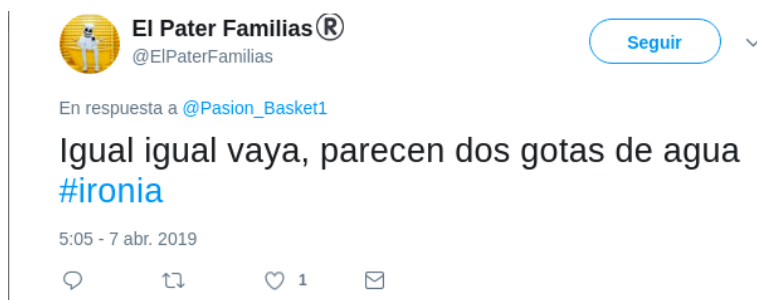 El Pater Familias®
@ElPaterFamilias
Seguir
En respuesta a @Pasion_Basket1
Igual igual vaya, parecen dos gotas de agua
#ironia
5:05 - 7 abr. 2019
1